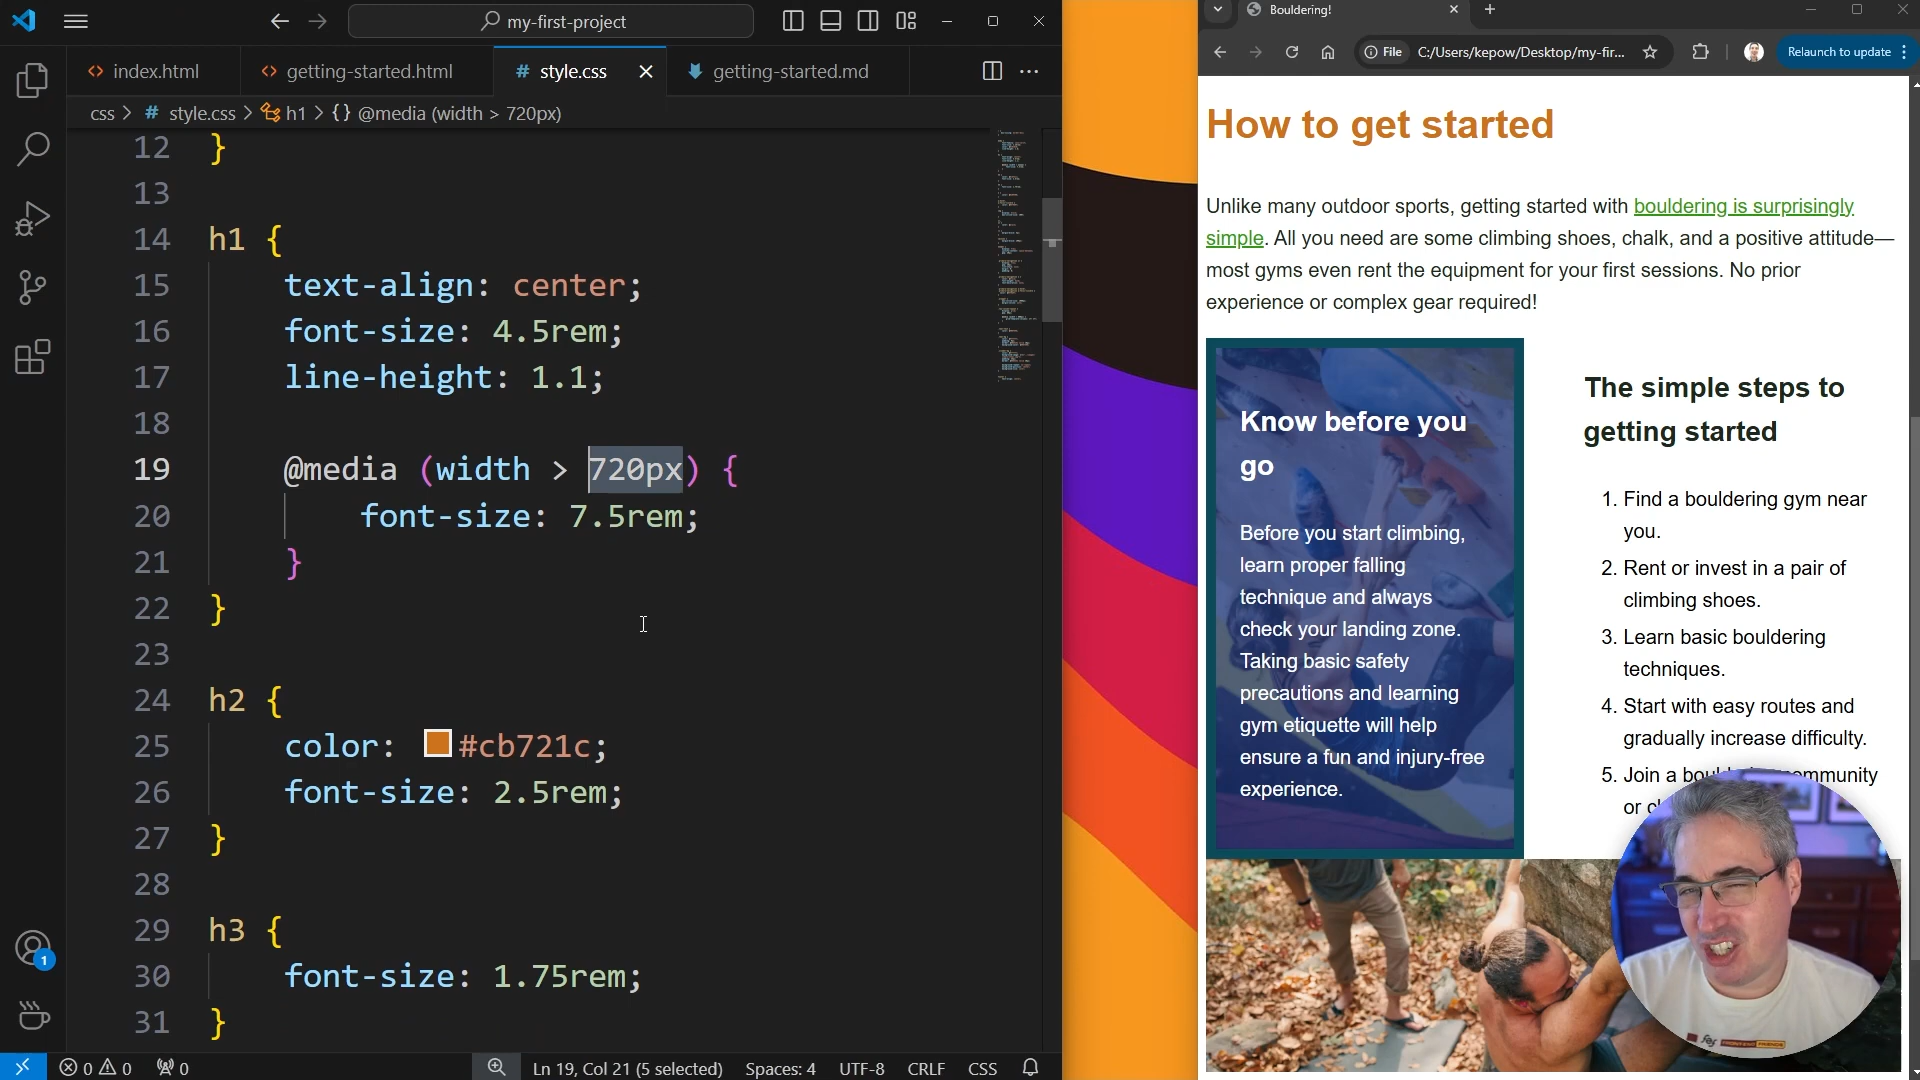 my-first-project
index.html
getting-started.html
# style.css
getting-started.md
css > # style.css > h1 > {} @media (width > 720px)
12 }
13
14 h1 {
15 text-align: center;
16 font-size: 4.5rem;
17 line-height: 1.1;
18
19 @media (width > 720px) {
20 font-size: 7.5rem;
21 }
22 }
23
24 h2 {
25 color: #cb721c;
26 font-size: 2.5rem;
27 }
28
29 h3 {
30 font-size: 1.75rem;
31 }
1
0 0 0
Ln 19, Col 21 (5 selected)
Spaces: 4
UTF-8
CRLF
CSS
Bouldering!
File
C:/Users/kepow/Desktop/my-fir...
Relaunch to update
How to get started
Unlike many outdoor sports, getting started with bouldering is surprisingly
simple. All you need are some climbing shoes, chalk, and a positive attitude—
most gyms even rent the equipment for your first sessions. No prior
experience or complex gear required!
Know before you
go
Before you start climbing,
learn proper falling
technique and always
check your landing zone.
Taking basic safety
precautions and learning
gym etiquette will help
ensure a fun and injury-free
experience.
The simple steps to
getting started
1. Find a bouldering gym near
you.
2. Rent or invest in a pair of
climbing shoes.
3. Learn basic bouldering
techniques.
4. Start with easy routes and
gradually increase difficulty.
5. Join a
or
FRONT-END FRIENDS